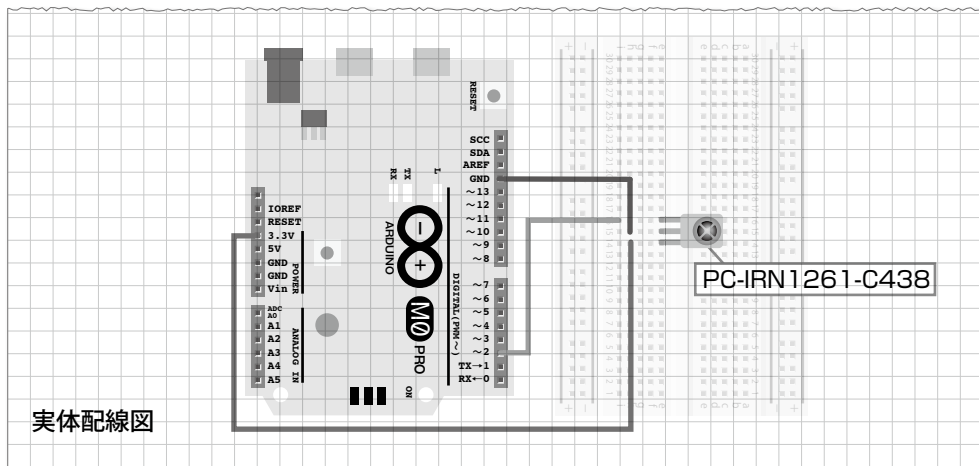 RESET
SCC
SDA
AREF
GND
～13
～12
～11
～10
～9
～8
RX
TX
L
ARDUINO
M0
PRO
IOREF
RESET
3.3V
5V
GND
GND
Vin
POWER
ADC
A0
A1
A2
A3
A4
A5
ANALOG IN
DIGITAL(PWM～)
～7
～6
～5
～4
～3
～2
TX→1
RX←0
ON
PC-IRN1261-C438
実体配線図